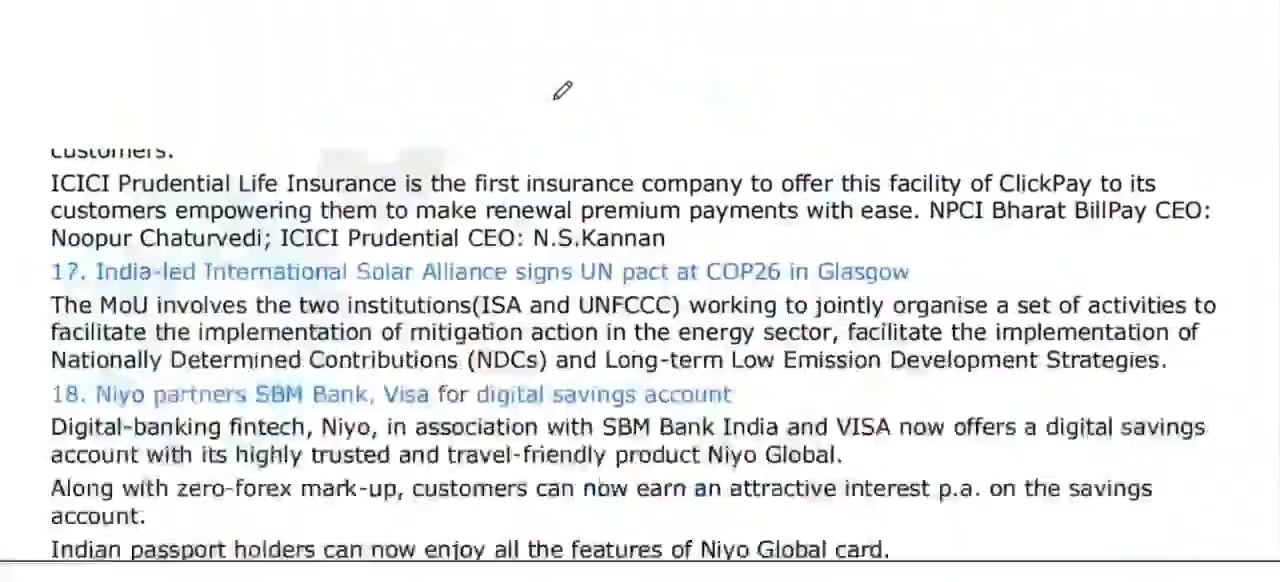 customers.
ICICI Prudential Life Insurance is the first insurance company to offer this facility of ClickPay to its
customers empowering them to make renewal premium payments with ease. NPCI Bharat BillPay CEO:
Noopur Chaturvedi; ICICI Prudential CEO: N.S.Kannan
17. India-led International Solar Alliance signs UN pact at COP26 in Glasgow
The MoU involves the two institutions(ISA and UNFCCC) working to jointly organise a set of activities to
facilitate the implementation of mitigation action in the energy sector, facilitate the implementation of
Nationally Determined Contributions (NDCs) and Long-term Low Emission Development Strategies.
18. Niyo partners SBM Bank, Visa for digital savings account
Digital-banking fintech, Niyo, in association with SBM Bank India and VISA now offers a digital savings
account with its highly trusted and travel-friendly product Niyo Global.
Along with zero-forex mark-up, customers can now earn an attractive interest p.a. on the savings
account.
Indian passport holders can now enjoy all the features of Niyo Global card.